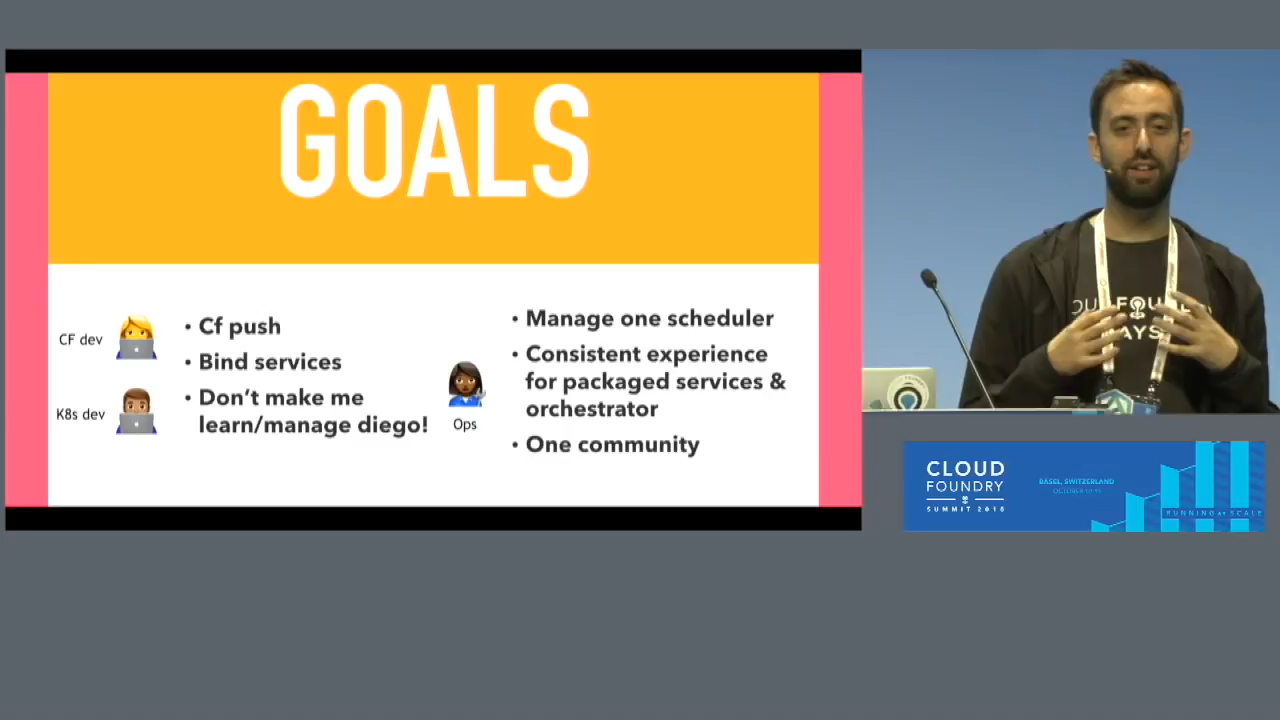 GOALS
CF dev
K8s dev
• Cf push
• Bind services
• Don't make me
learn/manage diego!
Ops
• Manage one scheduler
• Consistent experience
for packaged services &
orchestrator
• One community
CLOUD
FOUNDRY
SUMMIT 2018
BASEL, SWITZERLAND
RUNNING AT SCALE